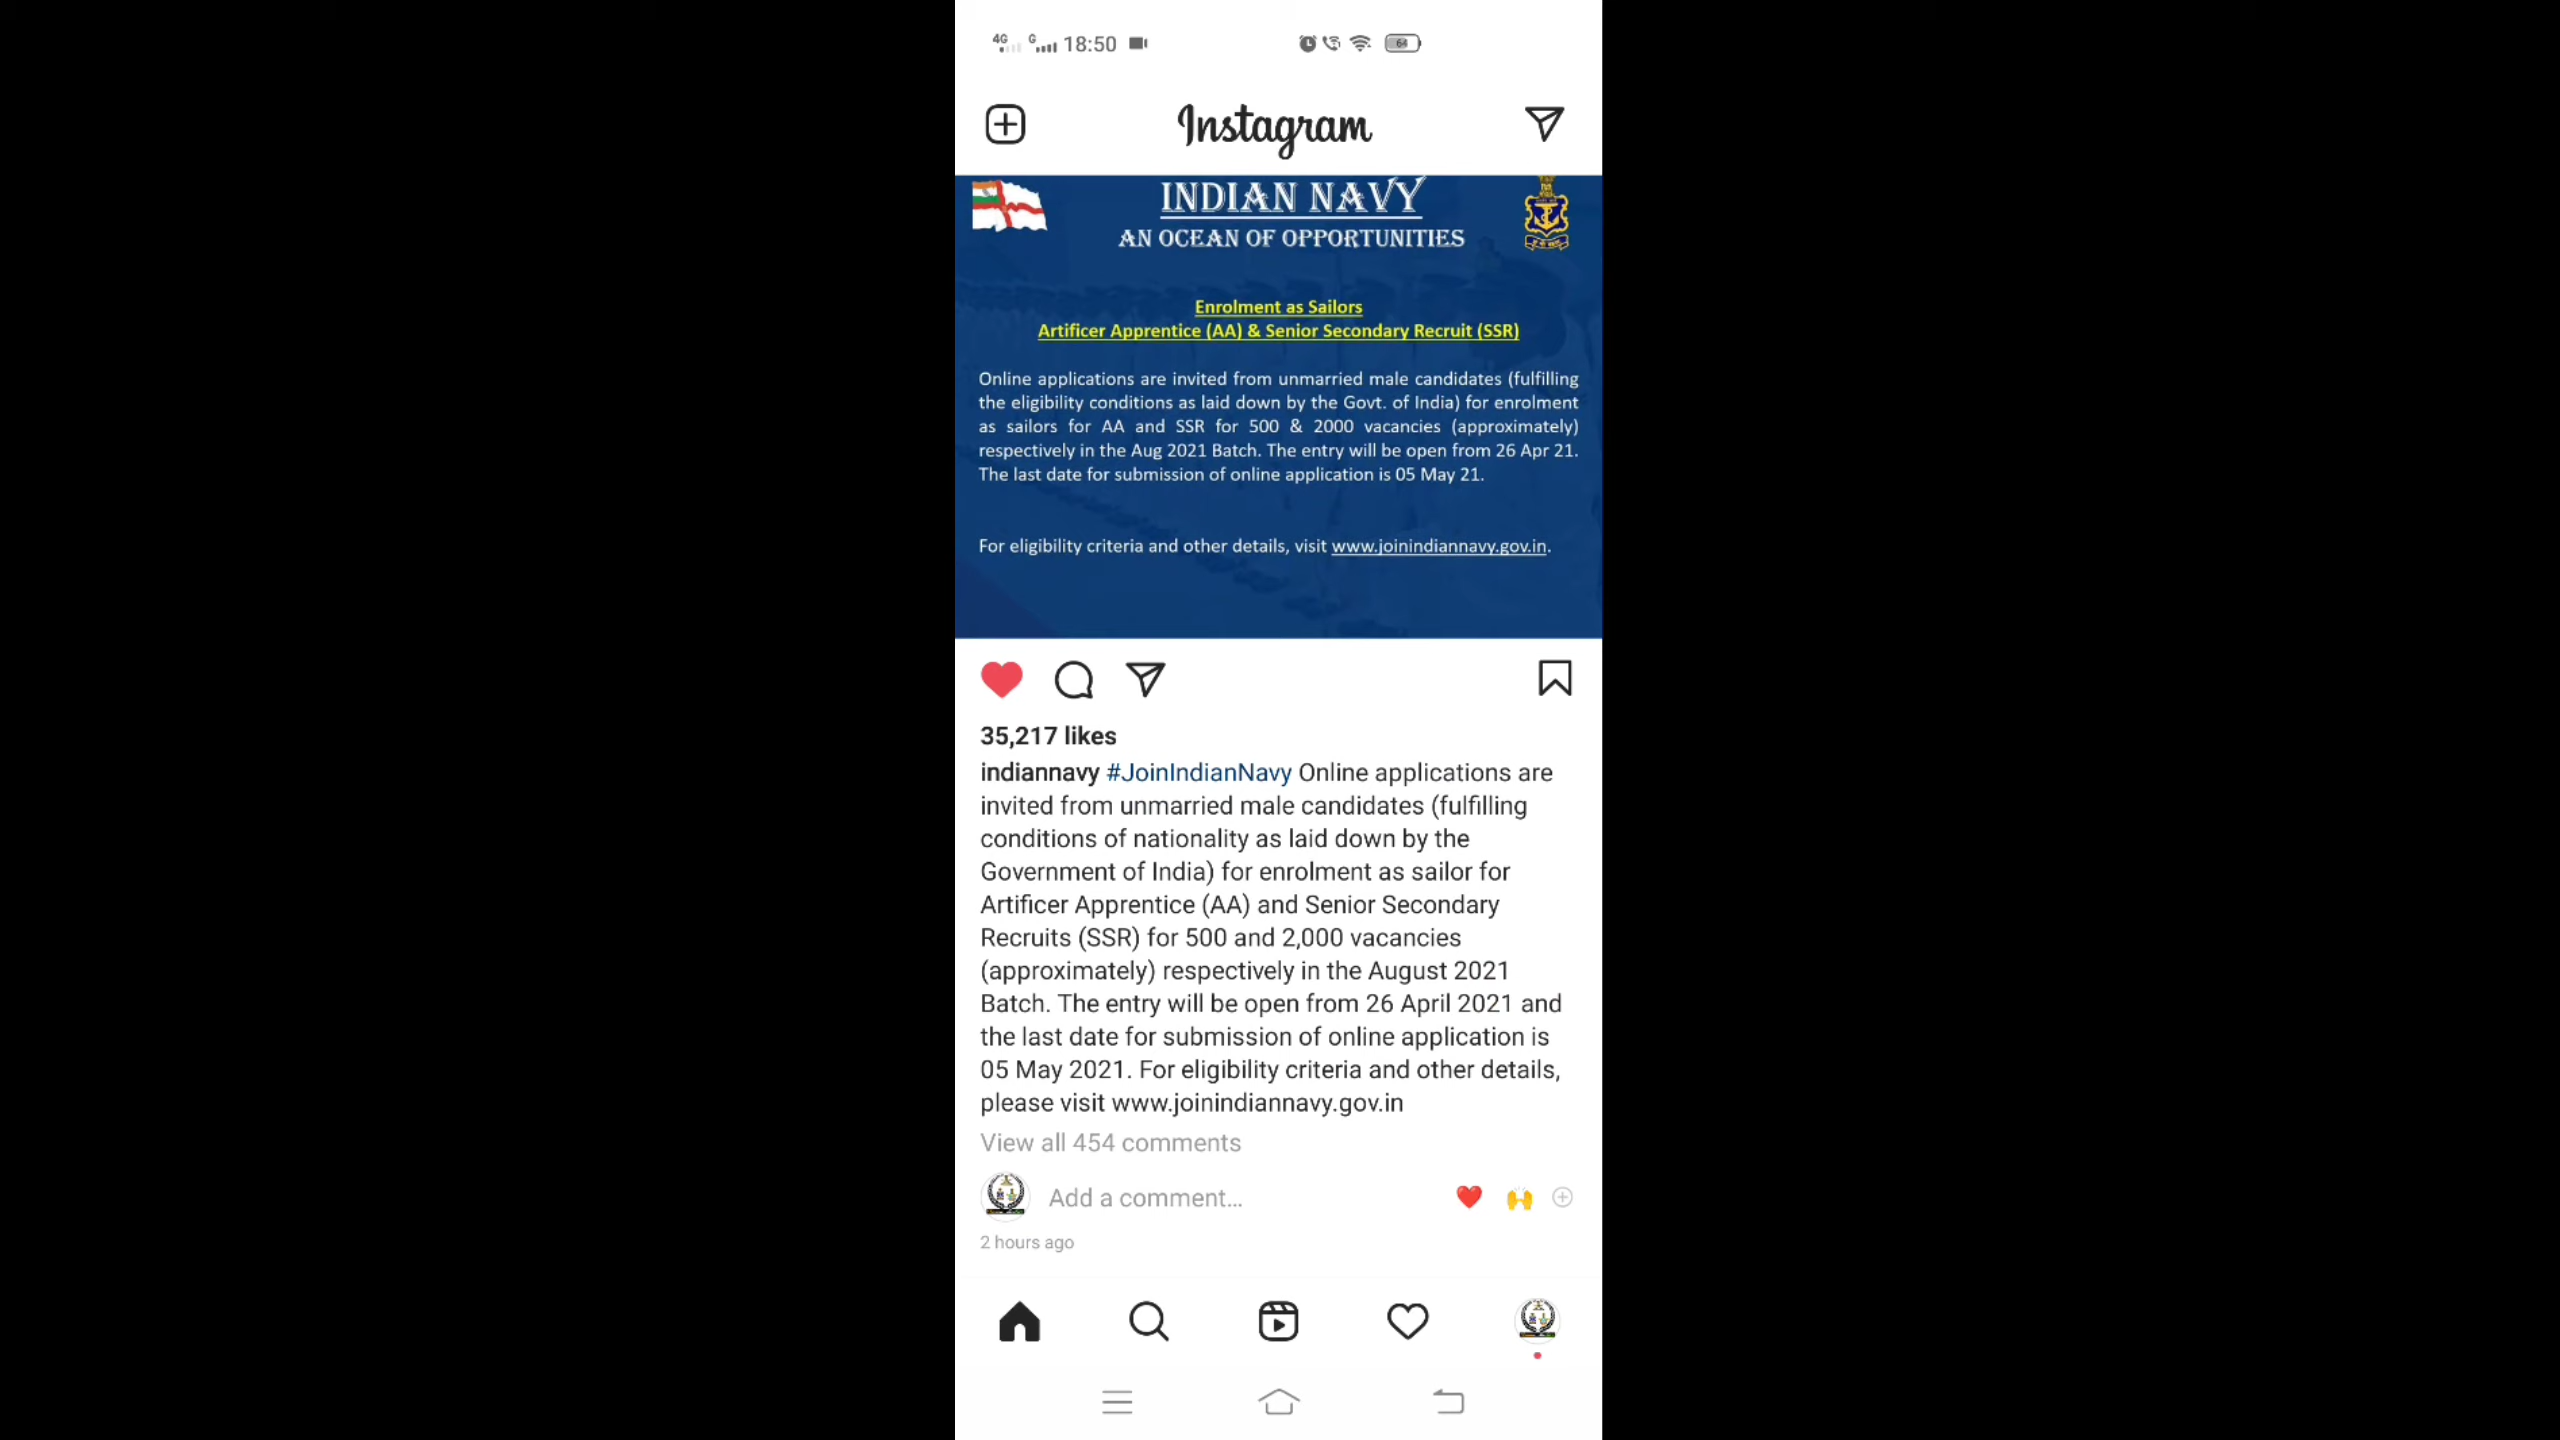 4G G 18:50 64
Instagram
INDIAN NAVY
AN OCEAN OF OPPORTUNITIES
Enrolment as Sailors
Artificer Apprentice (AA) & Senior Secondary Recruit (SSR)
Online applications are invited from unmarried male candidates (fulfilling
the eligibility conditions as laid down by the Govt. of India) for enrolment
as sailors for AA and SSR for 500 & 2000 vacancies (approximately)
respectively in the Aug 2021 Batch. The entry will be open from 26 Apr 21.
The last date for submission of online application is 05 May 21.
For eligibility criteria and other details, visit www.joinindiannavy.gov.in.
35,217 likes
indiannavy #JoinIndianNavy Online applications are
invited from unmarried male candidates (fulfilling
conditions of nationality as laid down by the
Government of India) for enrolment as sailor for
Artificer Apprentice (AA) and Senior Secondary
Recruits (SSR) for 500 and 2,000 vacancies
(approximately) respectively in the August 2021
Batch. The entry will be open from 26 April 2021 and
the last date for submission of online application is
05 May 2021. For eligibility criteria and other details,
please visit www.joinindiannavy.gov.in
View all 454 comments
Add a comment...
2 hours ago